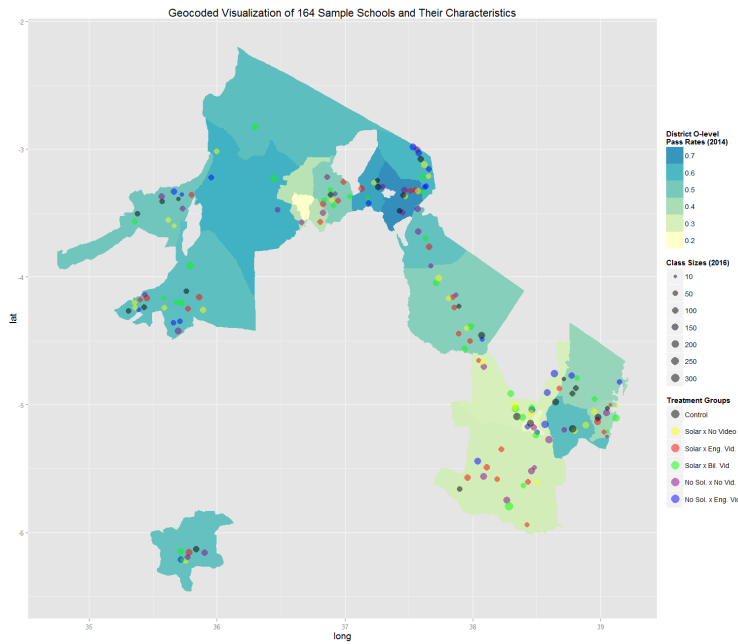 Geocoded Visualization of 164 Sample Schools and Their Characteristics
-2
-3
-4
-5
-6
lat
35
36
37
38
39
long
District O-level
Pass Rates (2014)
0.7
0.6
0.5
0.4
0.3
0.2
Class Sizes (2016)
10
50
100
150
200
250
300
Treatment Groups
Control
Solar x No Video
Solar x Eng. Vid.
Solar x Bil. Vid
No Sol. x No Vid.
No Sol. x Eng. Vic